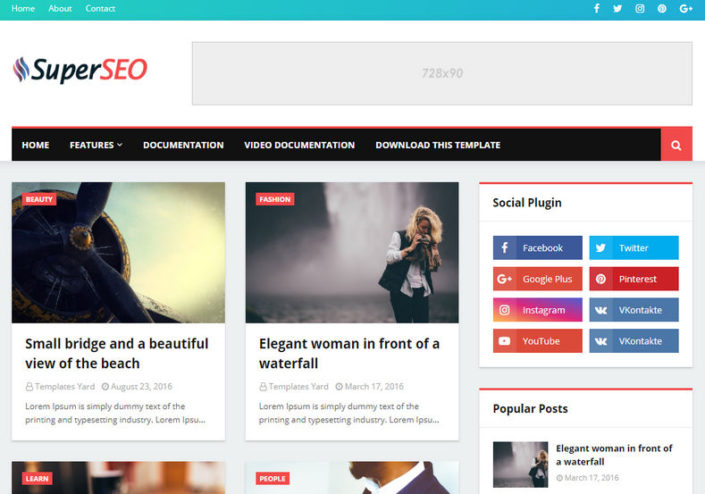 Home About Contact
SuperSEO
728x90
HOME FEATURES DOCUMENTATION VIDEO DOCUMENTATION DOWNLOAD THIS TEMPLATE
BEAUTY
Small bridge and a beautiful
view of the beach
Templates Yard August 23, 2016
Lorem Ipsum is simply dummy text of the
printing and typesetting industry. Lorem Ipsu...
FASHION
Elegant woman in front of a
waterfall
Templates Yard March 17, 2016
Lorem Ipsum is simply dummy text of the
printing and typesetting industry. Lorem Ipsu...
LEARN
PEOPLE
Social Plugin
Facebook Twitter
Google Plus Pinterest
Instagram VKontakte
YouTube VKontakte
Popular Posts
Elegant woman in front of
a waterfall
March 17, 2016